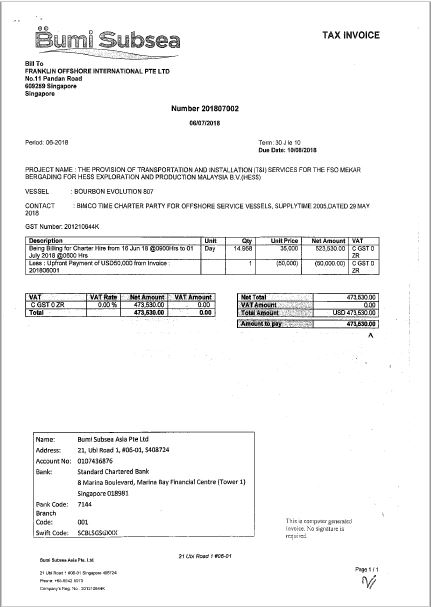 Bumi Subsea
TAX INVOICE
Bill To
FRANKLIN OFFSHORE INTERNATIONAL PTE LTD
No.11 Pandan Road
609289 Singapore
Singapore
Number 201807002
06/07/2018
Period: 06-2018
Term: 30 J le 10
Due Date: 10/08/2018
PROJECT NAME : THE PROVISION OF TRANSPORTATION AND INSTALLATION (T&I) SERVICES FOR THE FSO MEKAR
BERGADING FOR HESS EXPLORATION AND PRODUCTION MALAYSIA B.V.(HESS)
VESSEL : BOURBON EVOLUTION 807
CONTACT : BIMCO TIME CHARTER PARTY FOR OFFSHORE SERVICE VESSELS, SUPPLYTIME 2005,DATED 29 MAY
2018
GST Number: 201210644K
Description Unit Qty Unit Price Net Amount VAT
Being Billing for Charter Hire from 16 Jun 18 @0900Hrs to 01 Day 14.958 35,000 523,530.00 C GST 0
July 2018 @0800 Hrs ZR
Less : Upfront Payment of USD50,000 from Invoice : 1 (50,000) (50,000.00) C GST 0
201806001 ZR
VAT VAT Rate Net Amount VAT Amount
C GST 0 ZR 0.00 % 473,530.00 0.00
Total 473,530.00 0.00
Net Total 473,530.00
VAT Amount 0.00
Total Amount USD 473,530.00
Amount to pay 473,530.00
Name: Bumi Subsea Asia Pte Ltd
Address: 21, Ubi Road 1, #06-01, S408724
Account No: 0107436876
Bank: Standard Chartered Bank
8 Marina Boulevard, Marina Bay Financial Centre (Tower 1)
Singapore 018981
Pank Code: 7144
Branch
Code: 001
Swift Code: SCBLSGSGXXX
This is computer generated
invoice. No signature is
required.
21 Ubi Road 1 #06-01
Bumi Subsea Asia Pte. Ltd
21 Ubi Road 1 #06-01 Singapore 408724
Company's Reg. No.: 201210644K
Page 1 / 1